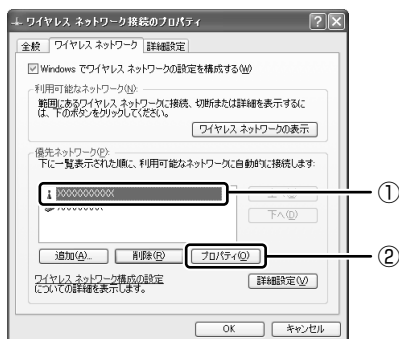 ワイヤレス ネットワーク接続のプロパティ
全般 ワイヤレス ネットワーク 詳細設定
Windows でワイヤレス ネットワークの設定を構成する(W)
利用可能なネットワーク(N):
範囲にあるワイヤレス ネットワークに接続、切断または詳細を表示するに
は、下のボタンをクリックしてください。
ワイヤレス ネットワークの表示
優先ネットワーク(P):
下に一覧表示された順に、利用可能なネットワークに自動的に接続します:
XXXXXXXXXX
①
下へ(D)
追加(A)... 削除(R) プロパティ(O)
②
ワイヤレス ネットワーク構成の設定
についての詳細を表示します。
詳細設定(V)
OK キャンセル